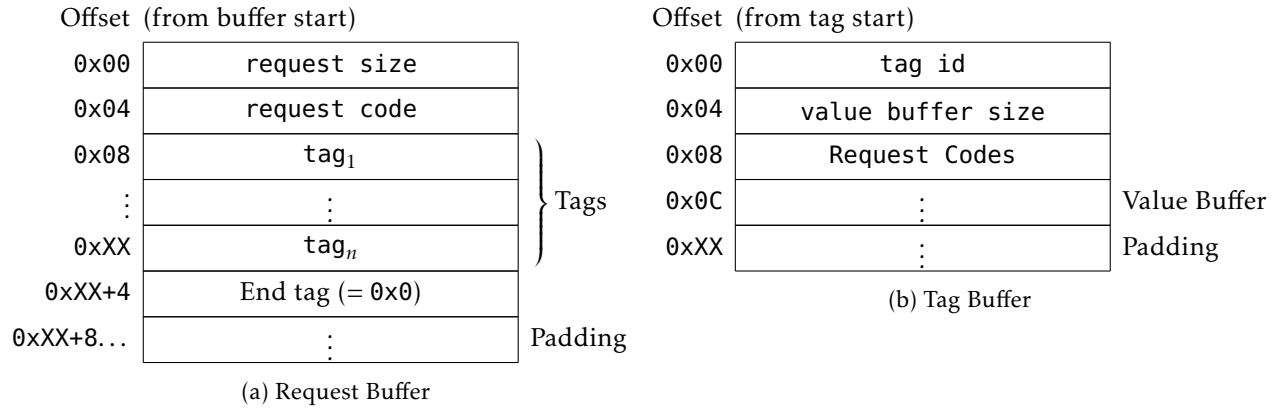 Offset (from buffer start)
0x00 request size
0x04 request code
0x08 tag1
⋮ ⋮ Tags
0xXX tagn
0xXX+4 End tag (= 0x0)
0xXX+8... ⋮ Padding
(a) Request Buffer
Offset (from tag start)
0x00 tag id
0x04 value buffer size
0x08 Request Codes
0x0C ⋮ Value Buffer
0xXX ⋮ Padding
(b) Tag Buffer